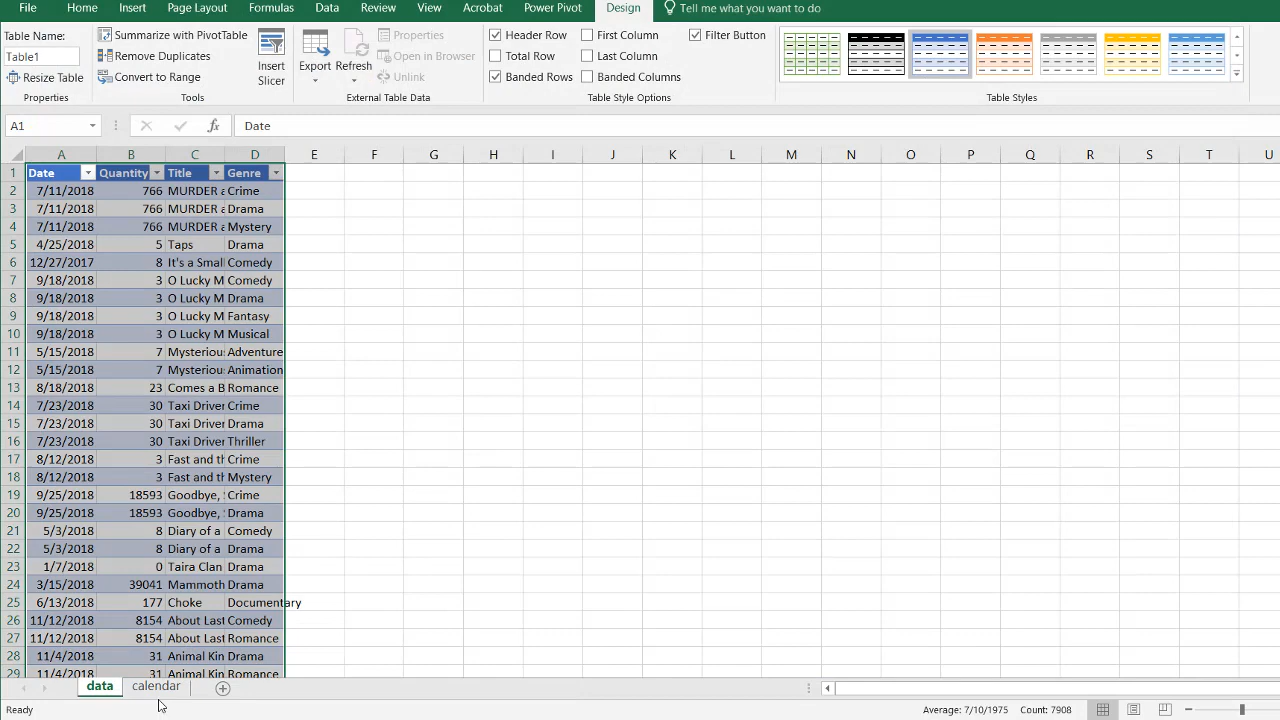 File Home Insert Page Layout Formulas Data Review View Acrobat Power Pivot Design Tell me what you want to do
Table Name:
Table1
Resize Table
Properties
Summarize with PivotTable
Remove Duplicates
Convert to Range
Tools
Insert
Slicer
Export
Refresh
Properties
Open in Browser
Unlink
External Table Data
Header Row First Column Filter Button
Total Row Last Column
Banded Rows Banded Columns
Table Style Options
Table Styles
A1 fx Date
A B C D E F G H I J K L M N O P Q R S T U
1 Date Quantity Title Genre
2 7/11/2018 766 MURDER a Crime
3 7/11/2018 766 MURDER a Drama
4 7/11/2018 766 MURDER a Mystery
5 4/25/2018 5 Taps Drama
6 12/27/2017 8 It's a Small Comedy
7 9/18/2018 3 O Lucky M Comedy
8 9/18/2018 3 O Lucky M Drama
9 9/18/2018 3 O Lucky M Fantasy
10 9/18/2018 3 O Lucky M Musical
11 5/15/2018 7 Mysterious Adventure
12 5/15/2018 7 Mysterious Animation
13 8/18/2018 23 Comes a B Romance
14 7/23/2018 30 Taxi Driver Crime
15 7/23/2018 30 Taxi Driver Drama
16 7/23/2018 30 Taxi Driver Thriller
17 8/12/2018 3 Fast and th Crime
18 8/12/2018 3 Fast and th Mystery
19 9/25/2018 18593 Goodbye, Crime
20 9/25/2018 18593 Goodbye, Drama
21 5/3/2018 8 Diary of a Comedy
22 5/3/2018 8 Diary of a Drama
23 1/7/2018 0 Taira Clan Drama
24 3/15/2018 39041 Mammoth Drama
25 6/13/2018 177 Choke Documentary
26 11/12/2018 8154 About Last Comedy
27 11/12/2018 8154 About Last Romance
28 11/4/2018 31 Animal Kin Drama
29 11/4/2018 31 Animal Kin Romance
data calendar
Ready Average: 7/10/1975 Count: 7908